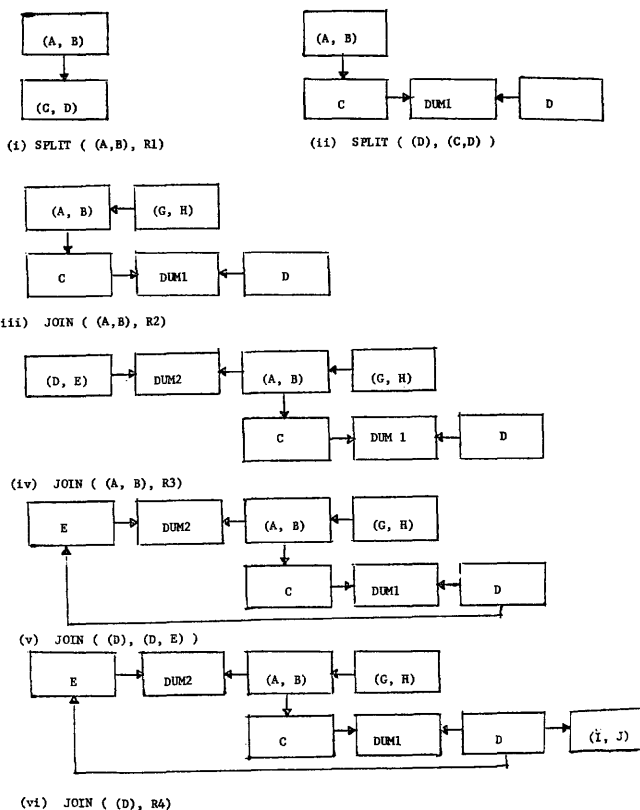 (A, B)
(G, D)
(i) SPLIT ( (A,B), R1)
(A, B)
C
DUM1
D
(ii) SPLIT ( (D), (C,D) )
(A, B)
(G, H)
C
DUM1
D
iii) JOIN ( (A,B), R2)
(D, E)
DUM2
(A, B)
(G, H)
C
DUM 1
D
(iv) JOIN ( (A, B), R3)
E
DUM2
(A, B)
(G, H)
C
DUM1
D
(v) JOIN ( (D), (D, E) )
E
DUM2
(A, B)
(G, H)
C
DUM1
D
(I, J)
(vi) JOIN ( (D), R4)